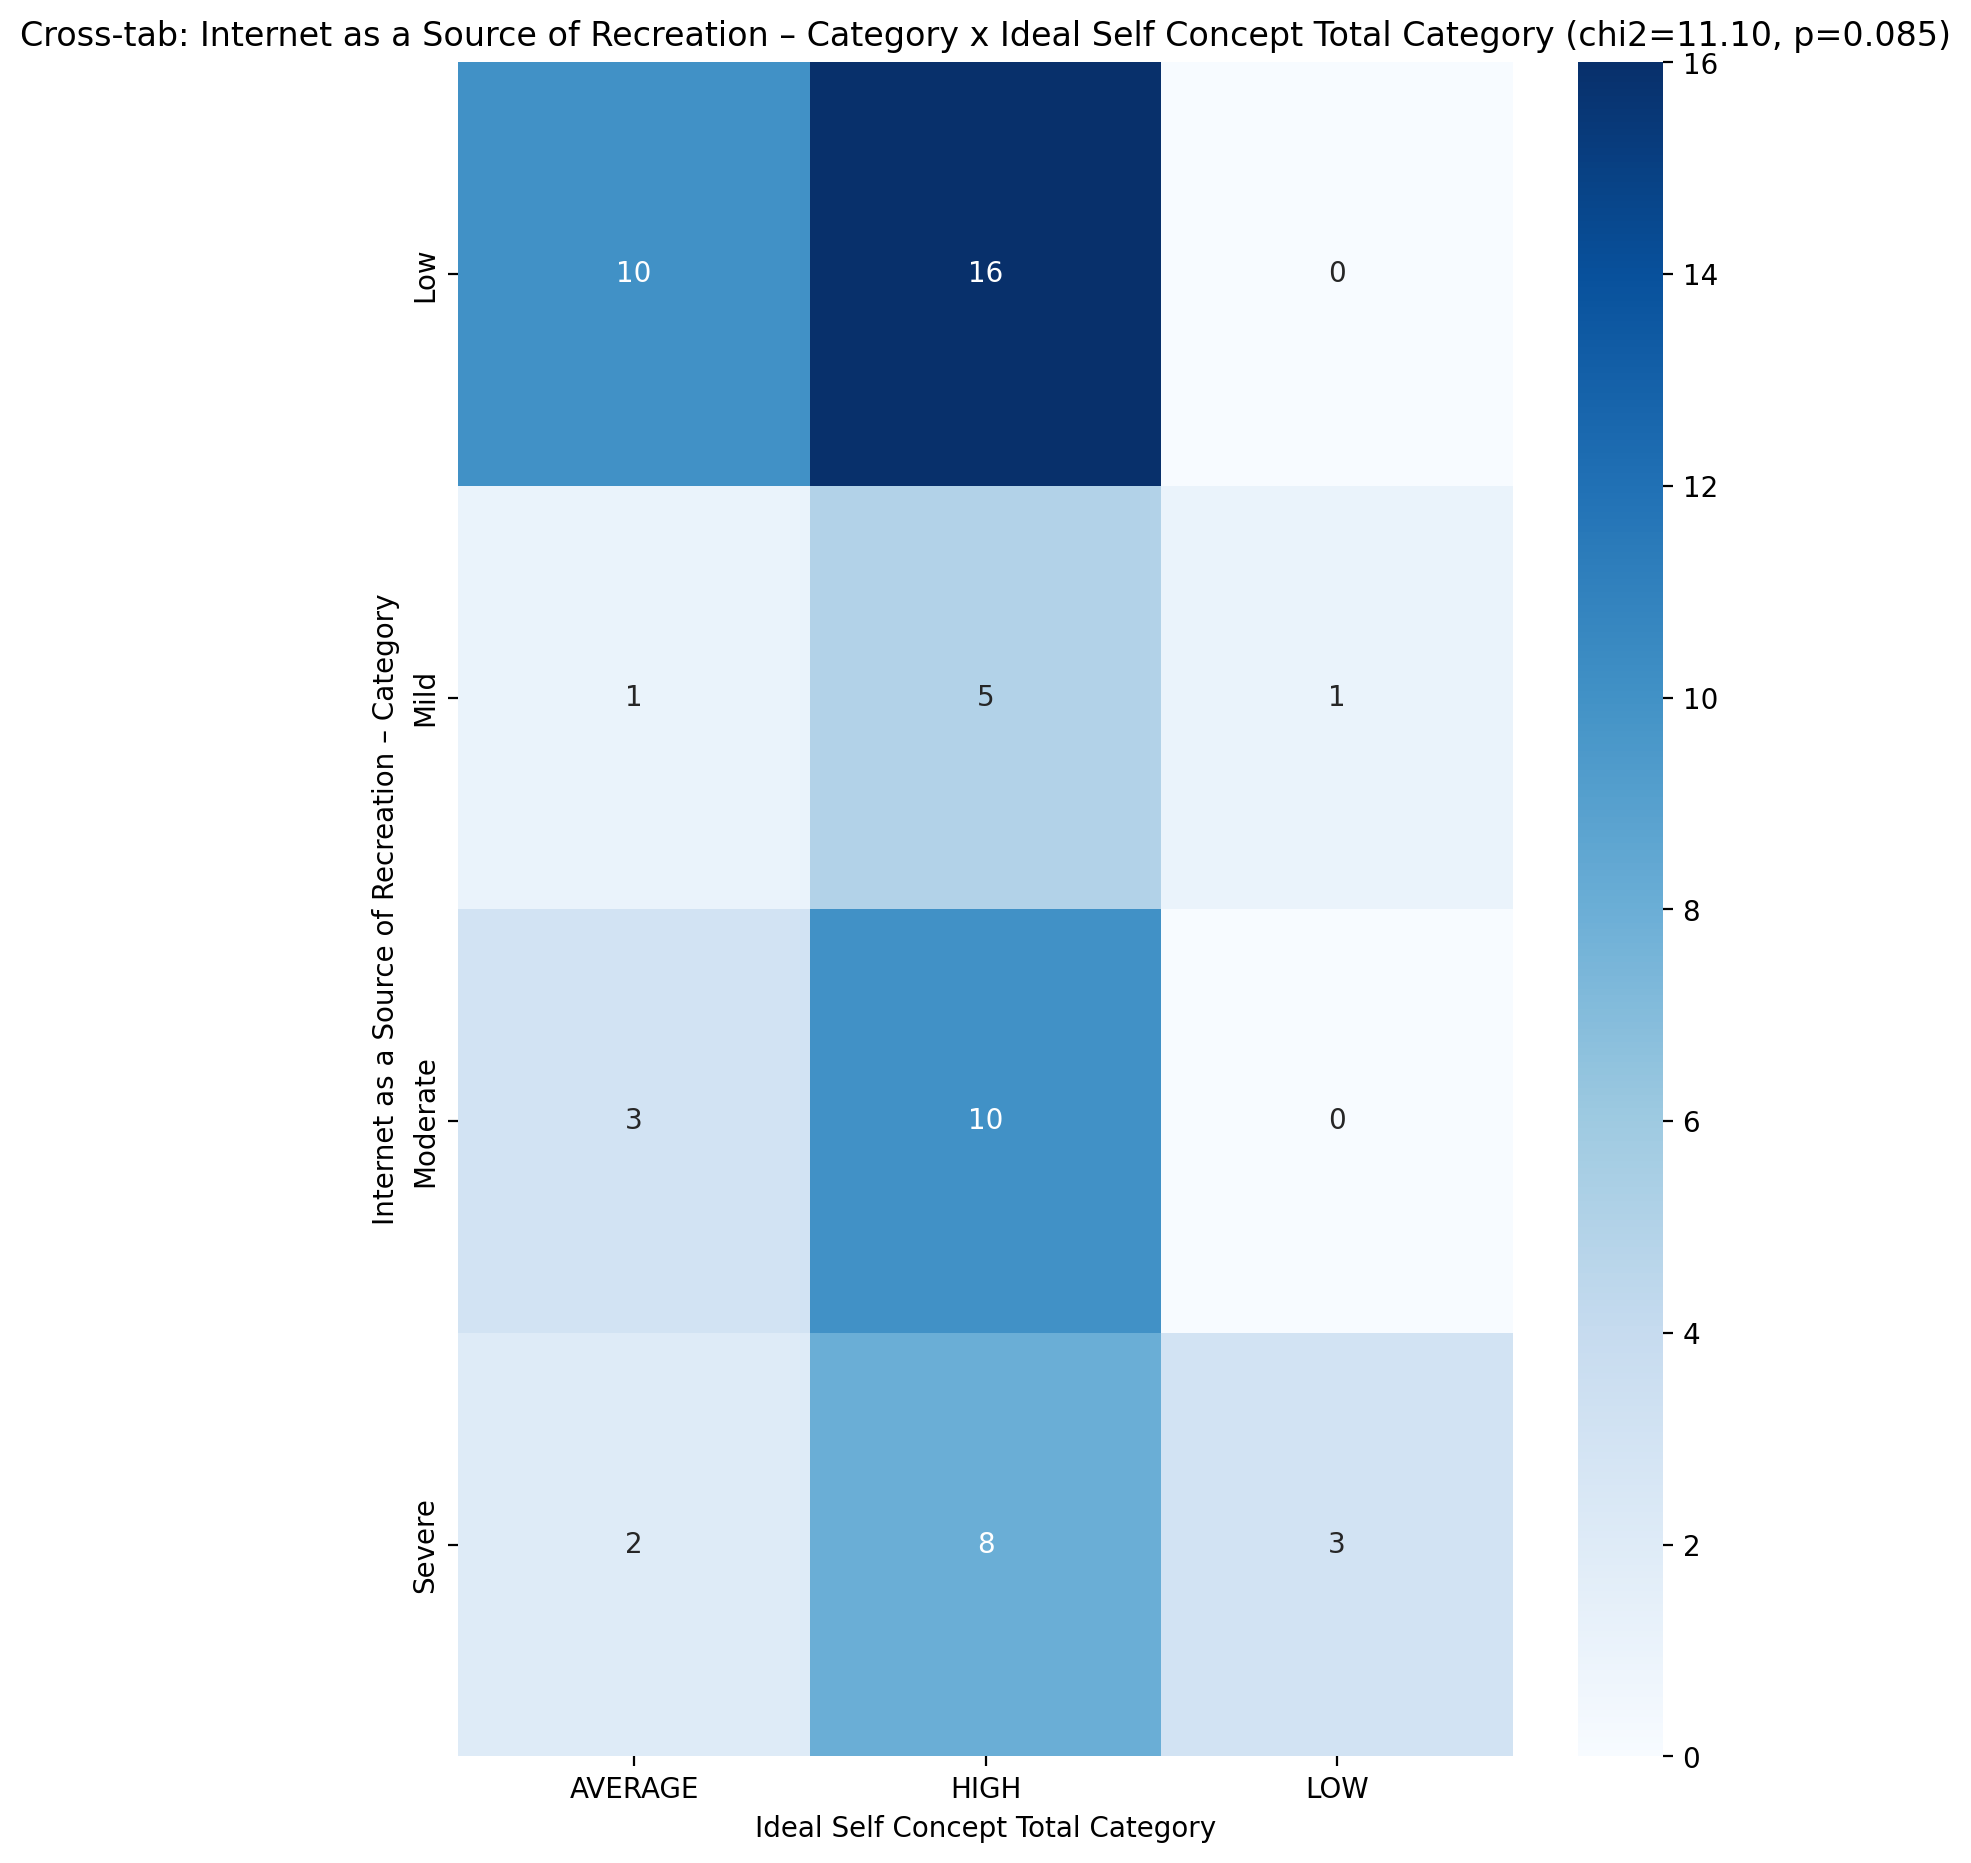 Cross-tab: Internet as a Source of Recreation – Category x Ideal Self Concept Total Category (chi2=11.10, p=0.085)
Internet as a Source of Recreation – Category
Low
10
16
0
Mild
1
5
1
Moderate
3
10
0
Severe
2
8
3
AVERAGE
HIGH
LOW
Ideal Self Concept Total Category
16
14
12
10
8
6
4
2
0